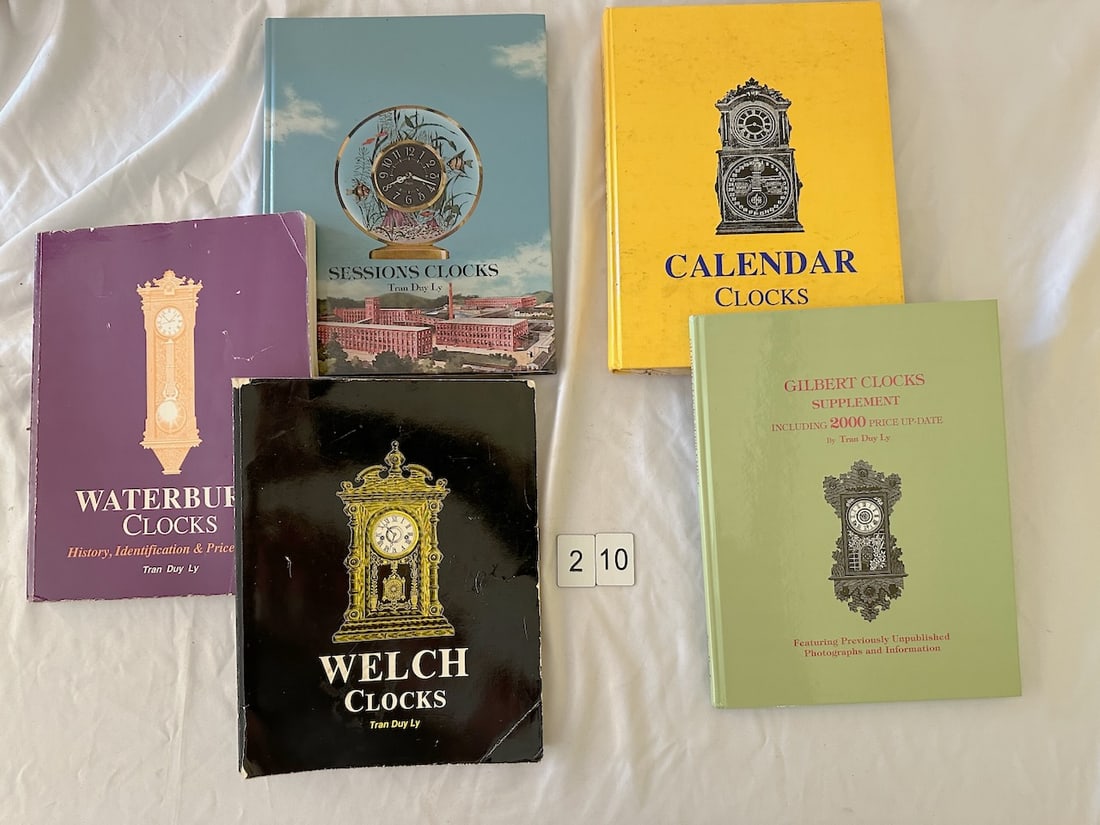 SESSIONS CLOCKS
Tran Duy Ly
CALENDAR
CLOCKS
WATERBUR
CLOCKS
History, Identification & Price
Tran Duy Ly
WELCH
CLOCKS
Tran Duy Ly
2 10
GILBERT CLOCKS
SUPPLEMENT
INCLUDING 2000 PRICE UP-DATE
By Tran Duy Ly
Featuring Previously Unpublished
Photographs and Information